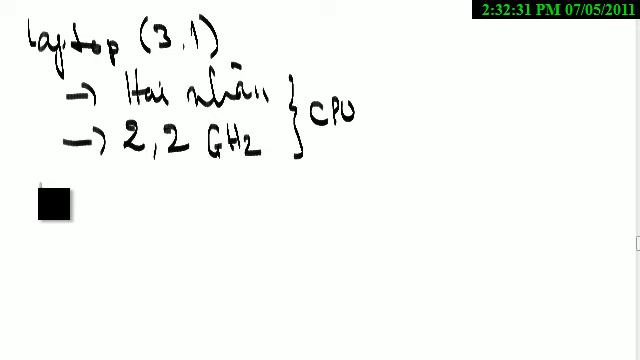 2:32:31 PM 07/05/2011
Laptop (3.1)
→ Hai nhân
→ 2,2 GHz
} CPU